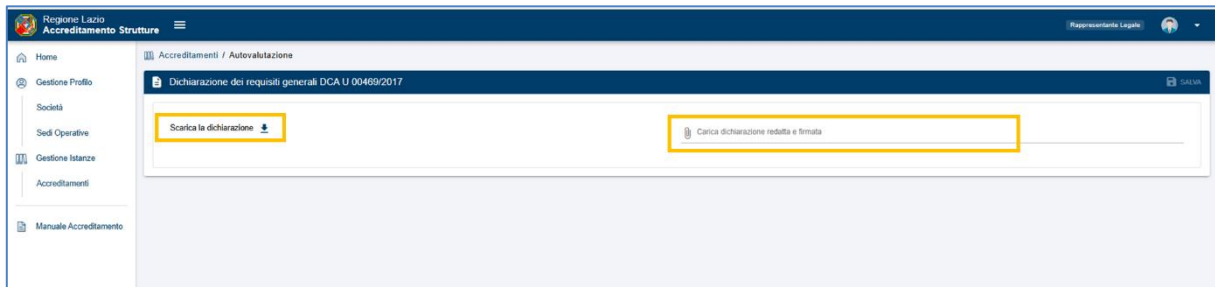 Regione Lazio
Accreditamento Strutture
Rappresentante Legale
Home
Gestione Profilo
Società
Sedi Operative
Gestione Istanze
Accreditamenti
Manuale Accreditamento
Accreditamenti / Autovalutazione
Dichiarazione dei requisiti generali DCA U 00469/2017
SALVA
Scarica la dichiarazione
Carica dichiarazione redatta e firmata